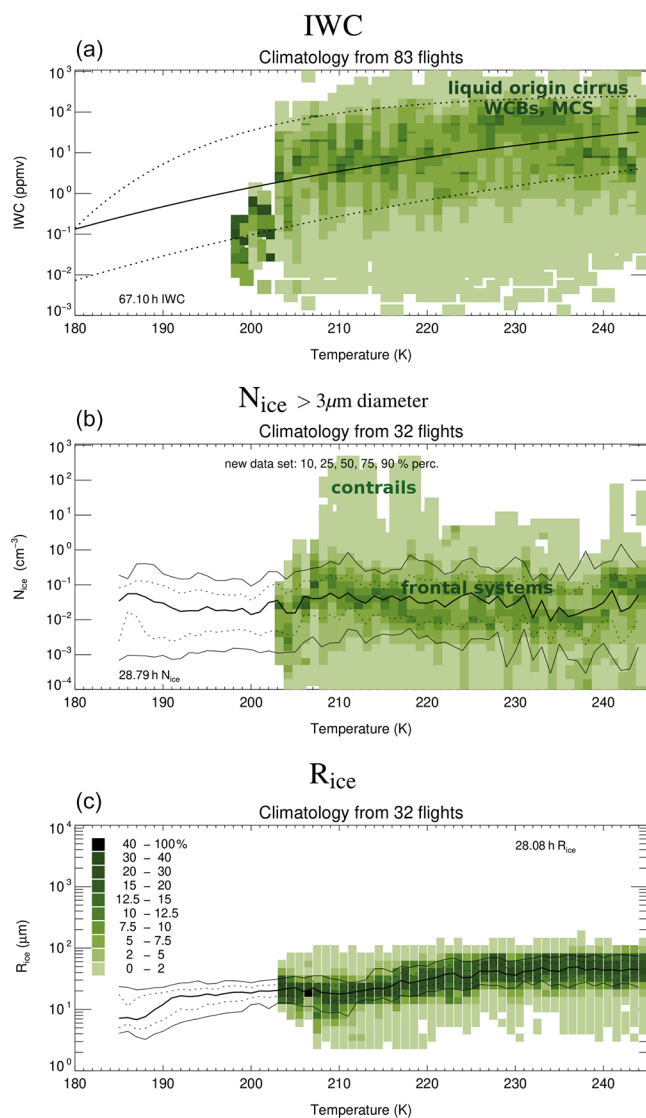 IWC
(a)
Climatology from 83 flights
liquid origin cirrus
WCBs, MCS
IWC (ppmv)
10³
10²
10¹
10⁰
10⁻¹
10⁻²
10⁻³
67.10 h IWC
180 190 200 210 220 230 240
Temperature (K)
Nice > 3µm diameter
(b)
Climatology from 32 flights
new data set: 10, 25, 50, 75, 90 % perc.
contrails
frontal systems
Nice (cm⁻³)
10³
10²
10¹
10⁰
10⁻¹
10⁻²
10⁻³
10⁻⁴
28.79 h Nice
180 190 200 210 220 230 240
Temperature (K)
Rice
(c)
Climatology from 32 flights
28.08 h Rice
40 – 100%
30 – 40
20 – 30
15 – 20
12.5 – 15
10 – 12.5
7.5 – 10
5 – 7.5
2 – 5
0 – 2
Rice (µm)
10⁴
10³
10²
10¹
10⁰
180 190 200 210 220 230 240
Temperature (K)